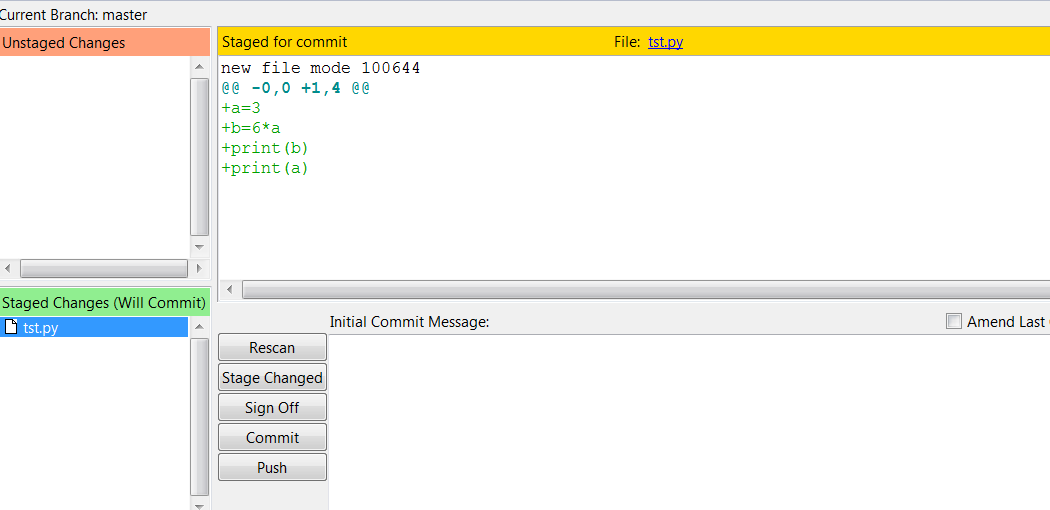 Current Branch: master
Unstaged Changes
Staged for commit File: tst.py
new file mode 100644
@@ -0,0 +1,4 @@
+a=3
+b=6*a
+print(b)
+print(a)
Staged Changes (Will Commit)
tst.py
Initial Commit Message:
Amend Last
Rescan
Stage Changed
Sign Off
Commit
Push